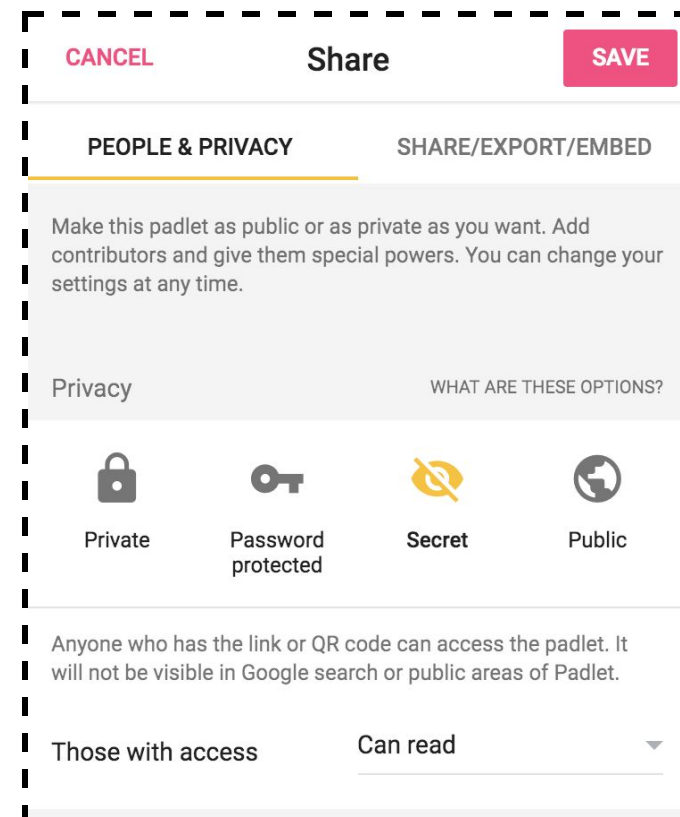 CANCEL Share SAVE
PEOPLE & PRIVACY SHARE/EXPORT/EMBED
Make this padlet as public or as private as you want. Add
contributors and give them special powers. You can change your
settings at any time.
Privacy WHAT ARE THESE OPTIONS?
Private Password protected Secret Public
Anyone who has the link or QR code can access the padlet. It
will not be visible in Google search or public areas of Padlet.
Those with access Can read